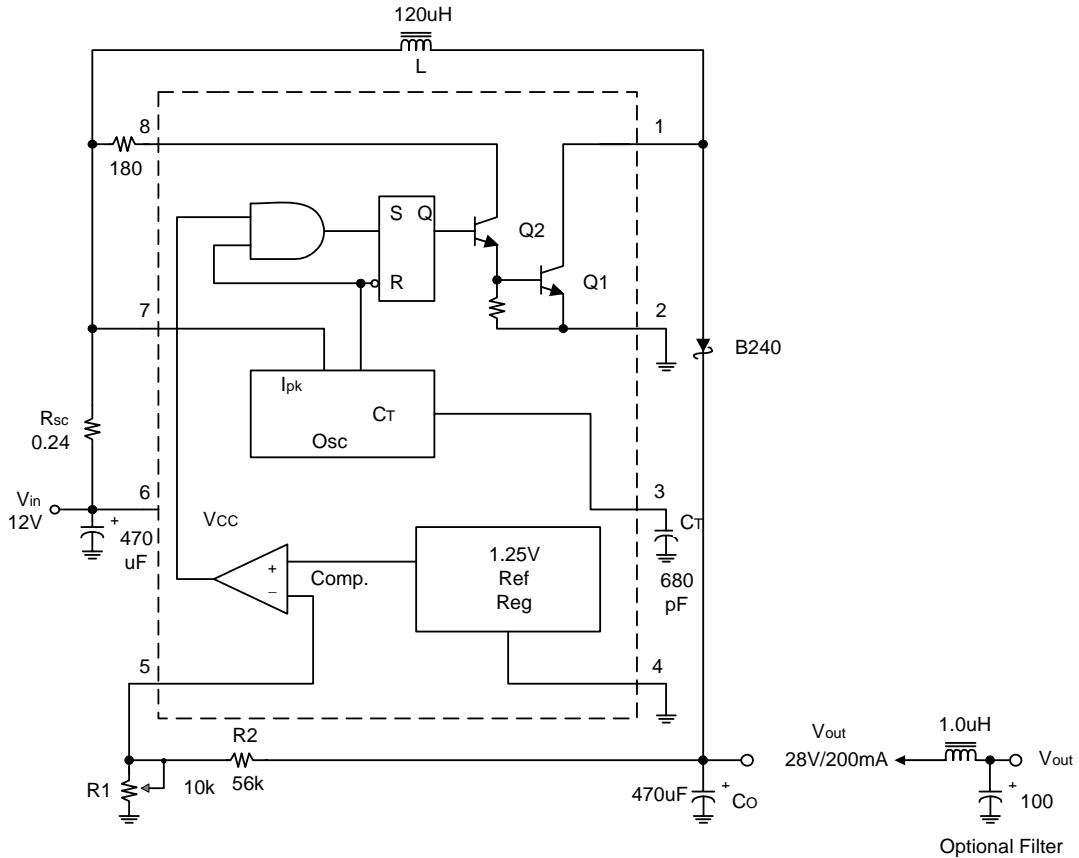 120uH
L
8
1
180
S Q
Q2
R
Q1
7
2
B240
Ipk
CT
Osc
Rsc
0.24
Vin
12V
6
3
VCC
CT
+
470
uF
1.25V
Ref
Reg
+
−
Comp.
680
pF
5
4
R2
R1
10k
56k
Vout
28V/200mA
1.0uH
Vout
470uF
+
CO
+
100
Optional Filter